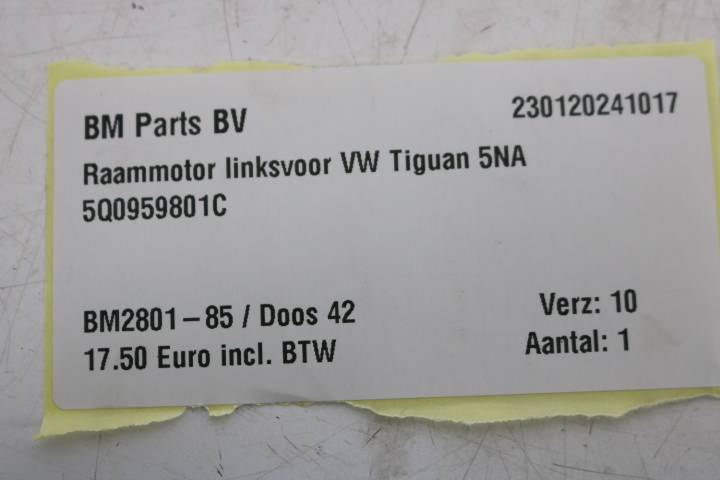 BM Parts BV
230120241017
Raammotor linksvoor VW Tiguan 5NA
5Q0959801C
BM2801-85 / Doos 42
Verz: 10
17.50 Euro incl. BTW
Aantal: 1